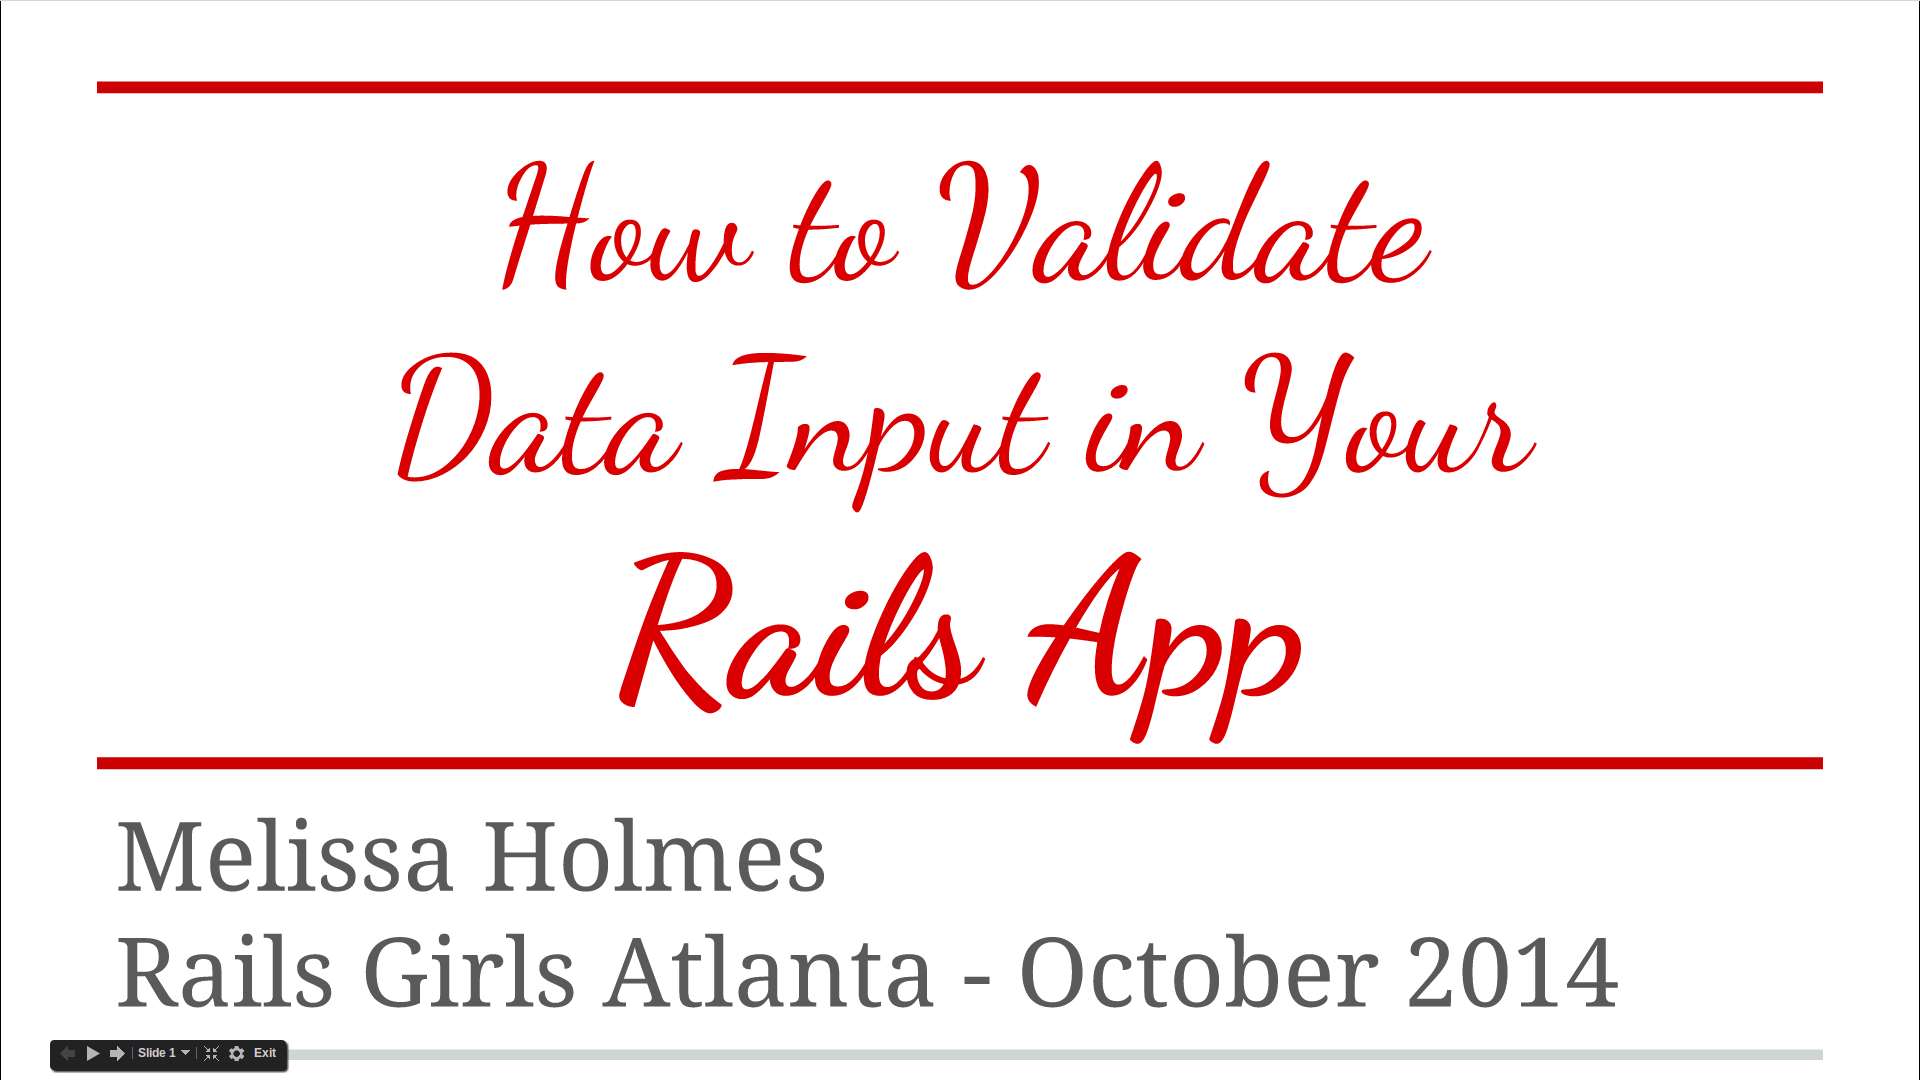 How to Validate
Data Input in Your
Rails App
Melissa Holmes
Rails Girls Atlanta - October 2014
Slide 1 Exit